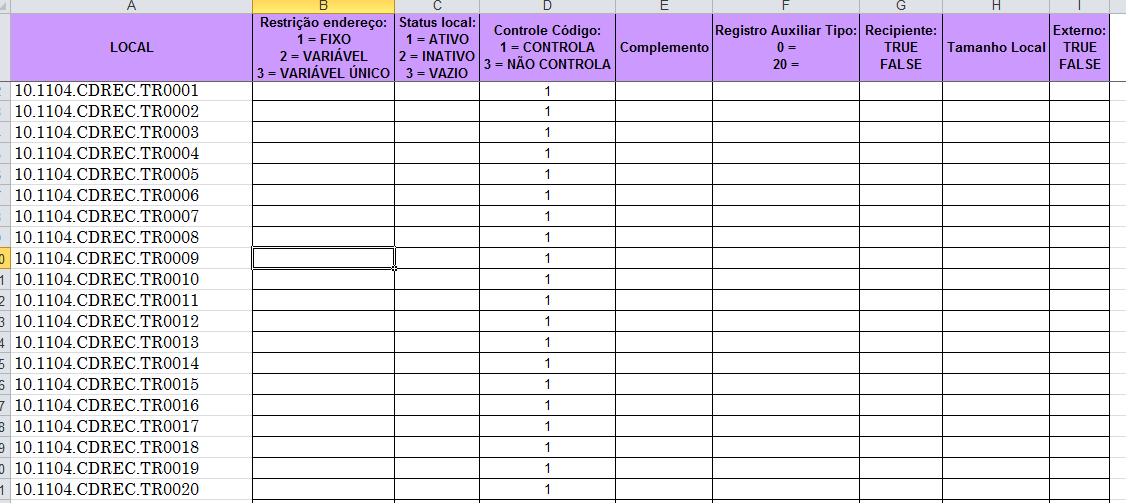 A B C D E F G H I
LOCAL
Restrição endereço:
1 = FIXO
2 = VARIÁVEL
3 = VARIÁVEL ÚNICO
Status local:
1 = ATIVO
2 = INATIVO
3 = VAZIO
Controle Código:
1 = CONTROLA
3 = NÃO CONTROLA
Complemento
Registro Auxiliar Tipo:
0 =
20 =
Recipiente:
TRUE
FALSE
Tamanho Local
Externo:
TRUE
FALSE
10.1104.CDREC.TR0001 1
10.1104.CDREC.TR0002 1
10.1104.CDREC.TR0003 1
10.1104.CDREC.TR0004 1
10.1104.CDREC.TR0005 1
10.1104.CDREC.TR0006 1
10.1104.CDREC.TR0007 1
10.1104.CDREC.TR0008 1
10.1104.CDREC.TR0009 1
10.1104.CDREC.TR0010 1
10.1104.CDREC.TR0011 1
10.1104.CDREC.TR0012 1
10.1104.CDREC.TR0013 1
10.1104.CDREC.TR0014 1
10.1104.CDREC.TR0015 1
10.1104.CDREC.TR0016 1
10.1104.CDREC.TR0017 1
10.1104.CDREC.TR0018 1
10.1104.CDREC.TR0019 1
10.1104.CDREC.TR0020 1